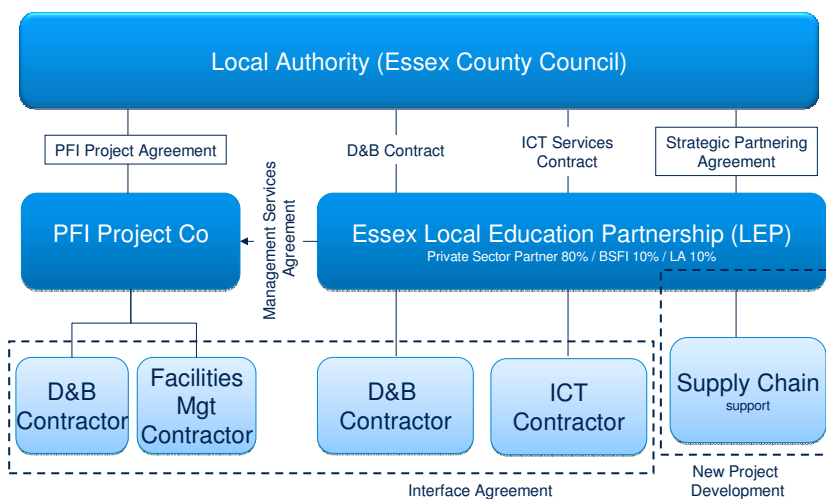 Local Authority (Essex County Council)
PFI Project Agreement
D&B Contract
ICT Services
Contract
Strategic Partnering
Agreement
PFI Project Co
Management Services
Agreement
Essex Local Education Partnership (LEP)
Private Sector Partner 80% / BSFI 10% / LA 10%
D&B
Contractor
Facilities
Mgt
Contractor
D&B
Contractor
ICT
Contractor
Supply Chain
support
Interface Agreement
New Project
Development